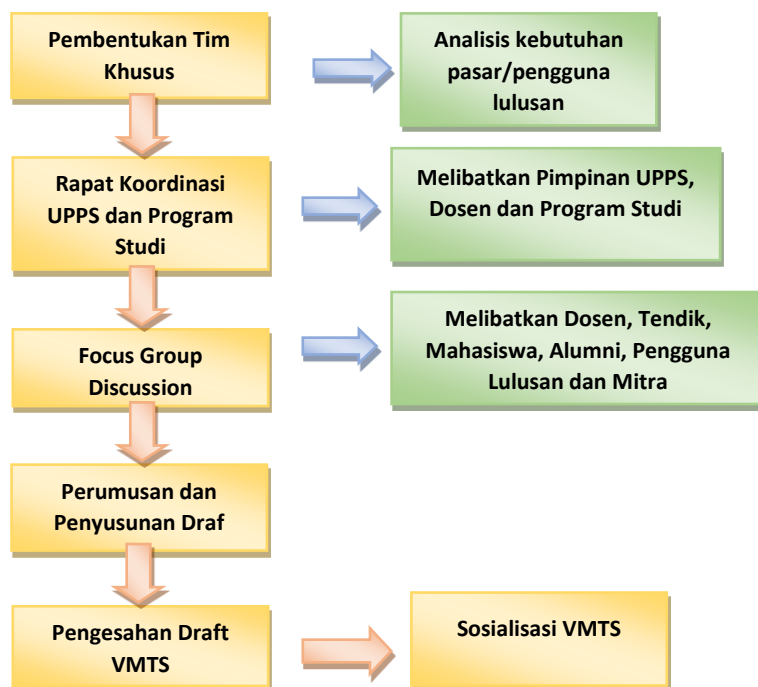 Pembentukan Tim
Khusus
Analisis kebutuhan
pasar/pengguna
lulusan
Rapat Koordinasi
UPPS dan Program
Studi
Melibatkan Pimpinan UPPS,
Dosen dan Program Studi
Focus Group
Discussion
Melibatkan Dosen, Tendik,
Mahasiswa, Alumni, Pengguna
Lulusan dan Mitra
Perumusan dan
Penyusunan Draf
Pengesahan Draft
VMTS
Sosialisasi VMTS